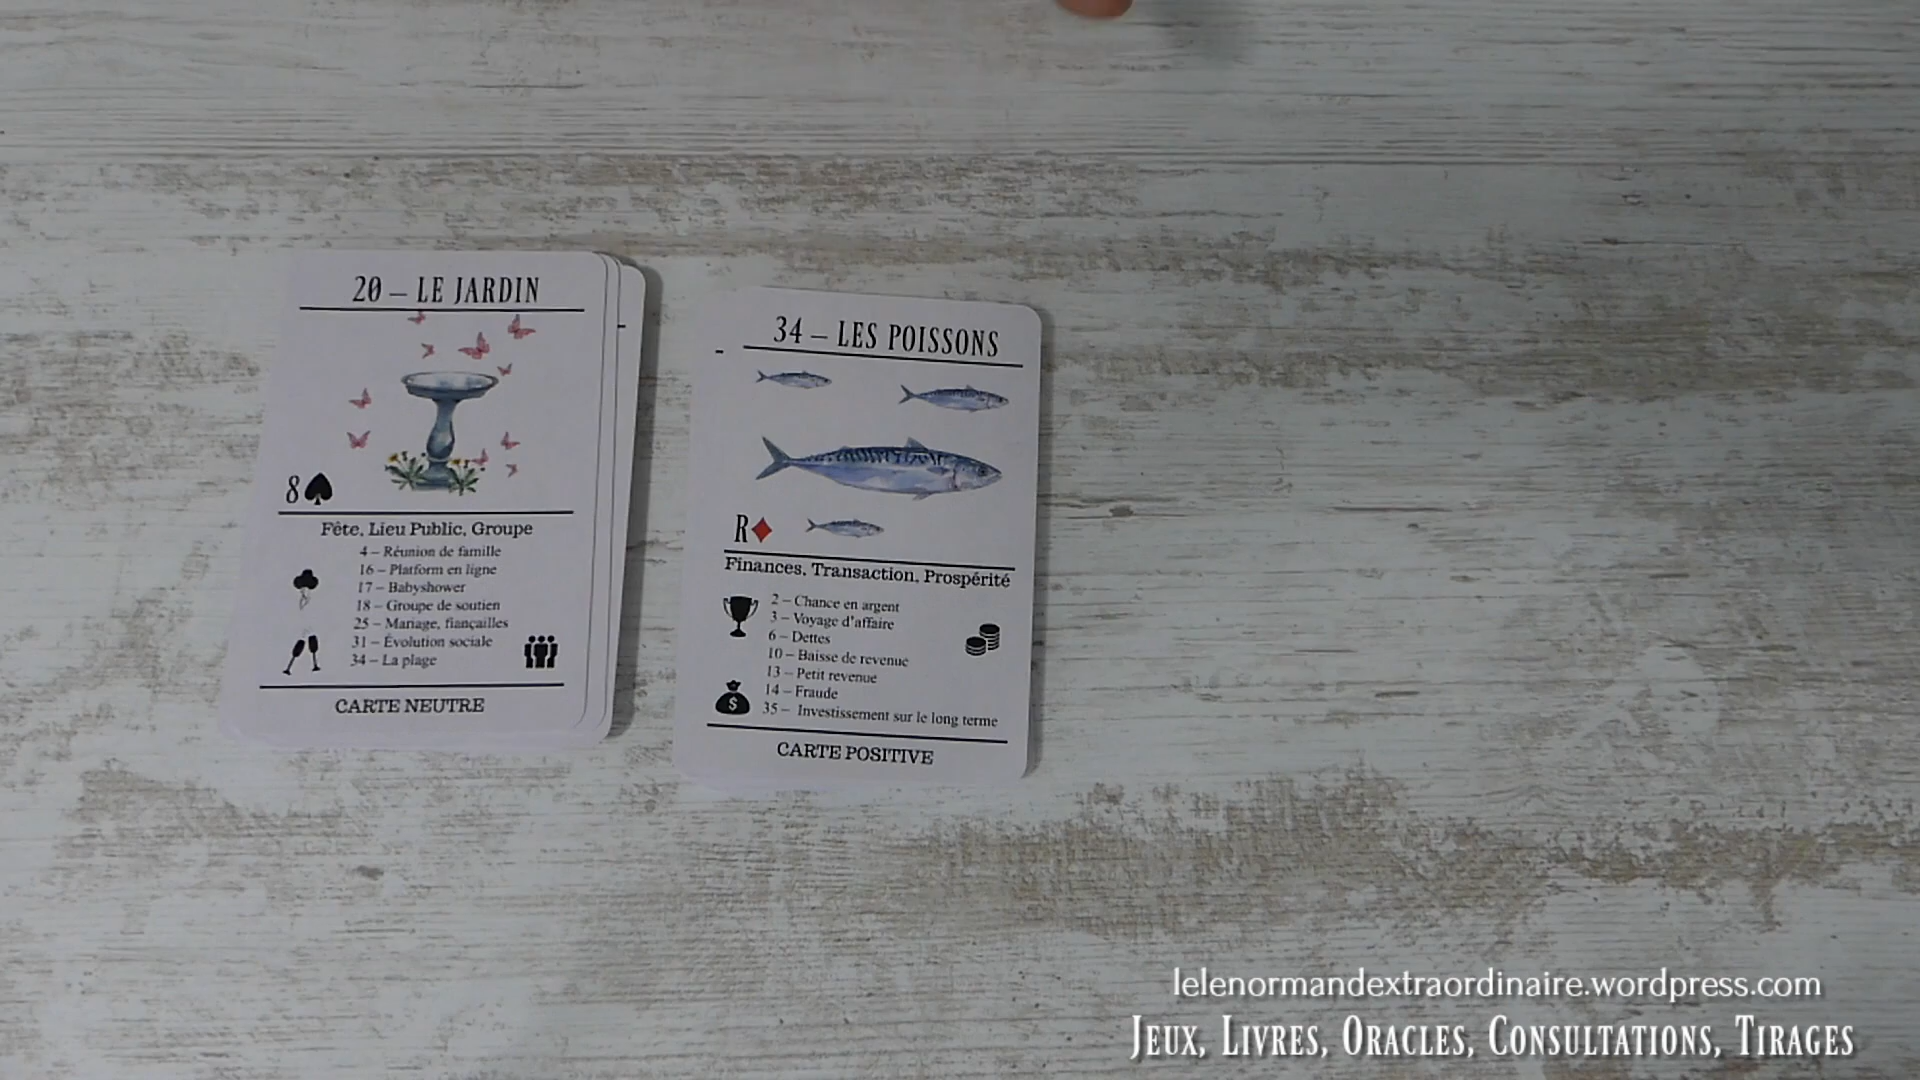 20 – LE JARDIN
8
Fête, Lieu Public, Groupe
4 – Réunion de famille
16 – Platform en ligne
17 – Babyshower
18 – Groupe de soutien
25 – Mariage, fiançailles
31 – Évolution sociale
34 – La plage
CARTE NEUTRE
34 – LES POISSONS
R
Finances, Transaction, Prospérité
2 – Chance en argent
3 – Voyage d'affaire
6 – Dettes
10 – Baisse de revenue
13 – Petit revenue
14 – Fraude
35 – Investissement sur le long terme
$
CARTE POSITIVE
lelenormandextraordinaire.wordpress.com
JEUX, LIVRES, ORACLES, CONSULTATIONS, TIRAGES